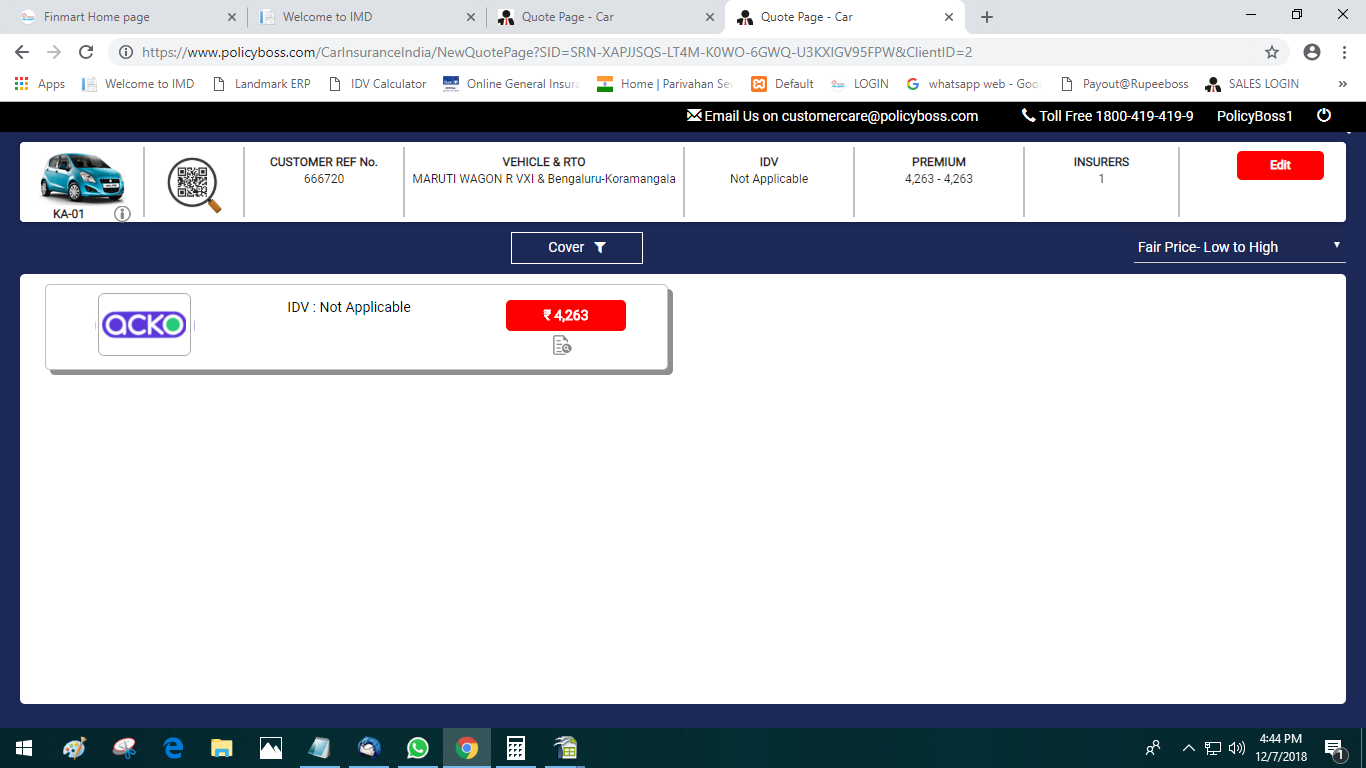 Finmart Home page
Welcome to IMD
Quote Page - Car
Quote Page - Car
https://www.policyboss.com/CarInsuranceIndia/NewQuotePage?SID=SRN-XAPJJSQS-LT4M-K0WO-6GWQ-U3KXIGV95FPW&ClientID=2
Apps
Welcome to IMD
Landmark ERP
IDV Calculator
Online General Insura
Home | Parivahan Sev
Default
LOGIN
whatsapp web - Goo
Payout@Rupeeboss
SALES LOGIN
»
Email Us on customercare@policyboss.com
Toll Free 1800-419-419-9
PolicyBoss1
KA-01
CUSTOMER REF No.
666720
VEHICLE & RTO
MARUTI WAGON R VXI & Bengaluru-Koramangala
IDV
Not Applicable
PREMIUM
4,263 - 4,263
INSURERS
1
Edit
Cover
Fair Price- Low to High
acko
IDV : Not Applicable
₹ 4,263
4:44 PM
12/7/2018
1